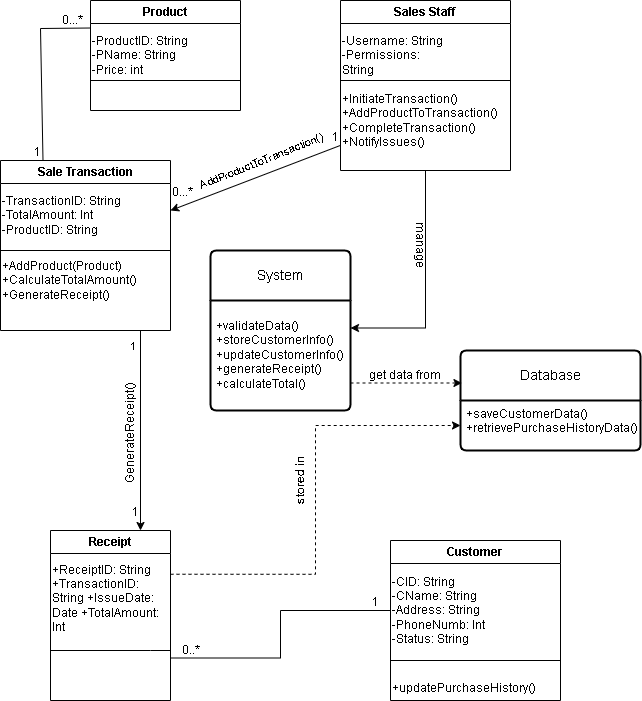 Product
-ProductID: String
-PName: String
-Price: int
0...*
1
Sales Staff
-Username: String
-Permissions:
String
+InitiateTransaction()
+AddProductToTransaction()
+CompleteTransaction()
+NotifyIssues()
1
AddProductToTransaction()
0...*
Sale Transaction
-TransactionID: String
-TotalAmount: Int
-ProductID: String
+AddProduct(Product)
+CalculateTotalAmount()
+GenerateReceipt()
manage
System
+validateData()
+storeCustomerInfo()
+updateCustomerInfo()
+generateReceipt()
+calculateTotal()
get data from
Database
+saveCustomerData()
+retrievePurchaseHistoryData()
1
GenerateReceipt()
1
stored in
Receipt
+ReceiptID: String
+TransactionID:
String +IssueDate:
Date +TotalAmount:
Int
0..*
1
Customer
-CID: String
-CName: String
-Address: String
-PhoneNumb: Int
-Status: String
+updatePurchaseHistory()